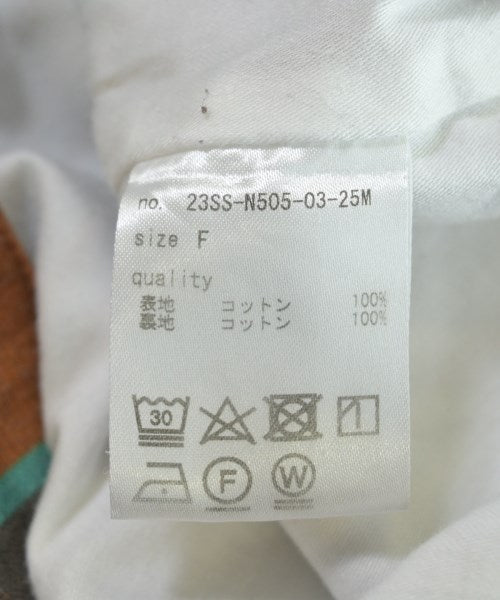 no. 23SS-N505-03-25M
size F
quality
表地 コットン 100%
裏地 コットン 100%
30
F W